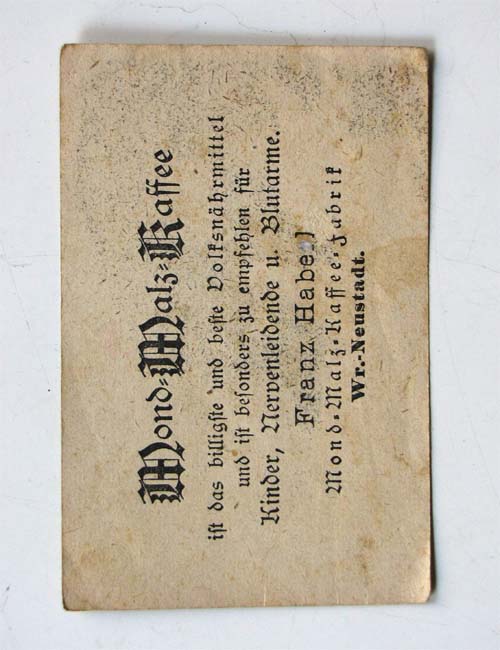 Mond-Malz-Kaffee
ist das billigste und beste Volksnährmittel
und ist besonders zu empfehlen für
Kinder, Nervenleidende u. Blutarme.
Franz Haberl
Mond-Malz-Kaffee-Fabrik
Wr.-Neustadt.